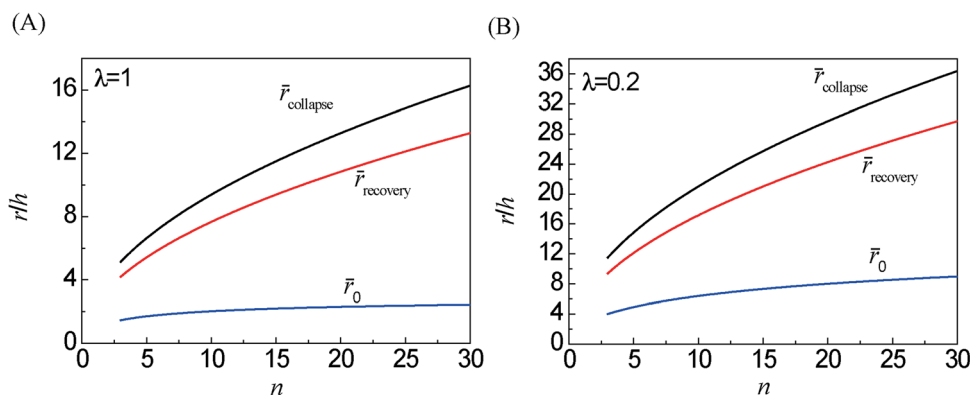 (A)
λ=1
r̄collapse
r̄recovery
r̄0
r/h
16
12
8
4
0
0 5 10 15 20 25 30
n
(B)
λ=0.2
r̄collapse
r̄recovery
r̄0
r/h
36
32
28
24
20
16
12
8
4
0
0 5 10 15 20 25 30
n